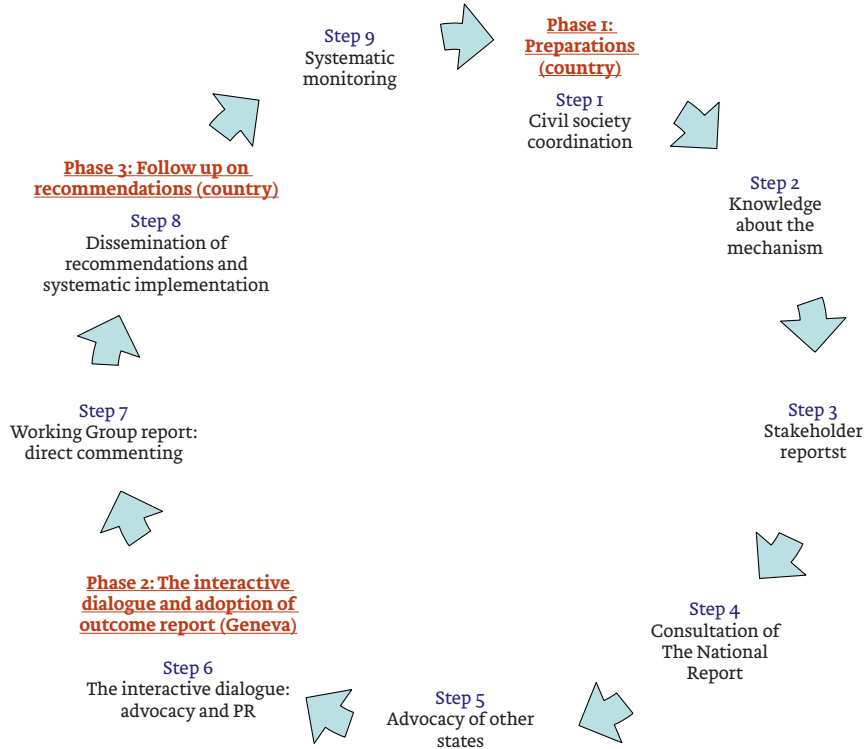 Phase 1:
Preparations
(country)
Step 1
Civil society
coordination
Step 2
Knowledge
about the
mechanism
Step 3
Stakeholder
reportst
Step 4
Consultation of
The National
Report
Step 5
Advocacy of other
states
Phase 2: The interactive
dialogue and adoption of
outcome report (Geneva)
Step 6
The interactive dialogue:
advocacy and PR
Step 7
Working Group report:
direct commenting
Phase 3: Follow up on
recommendations (country)
Step 8
Dissemination of
recommendations and
systematic implementation
Step 9
Systematic
monitoring